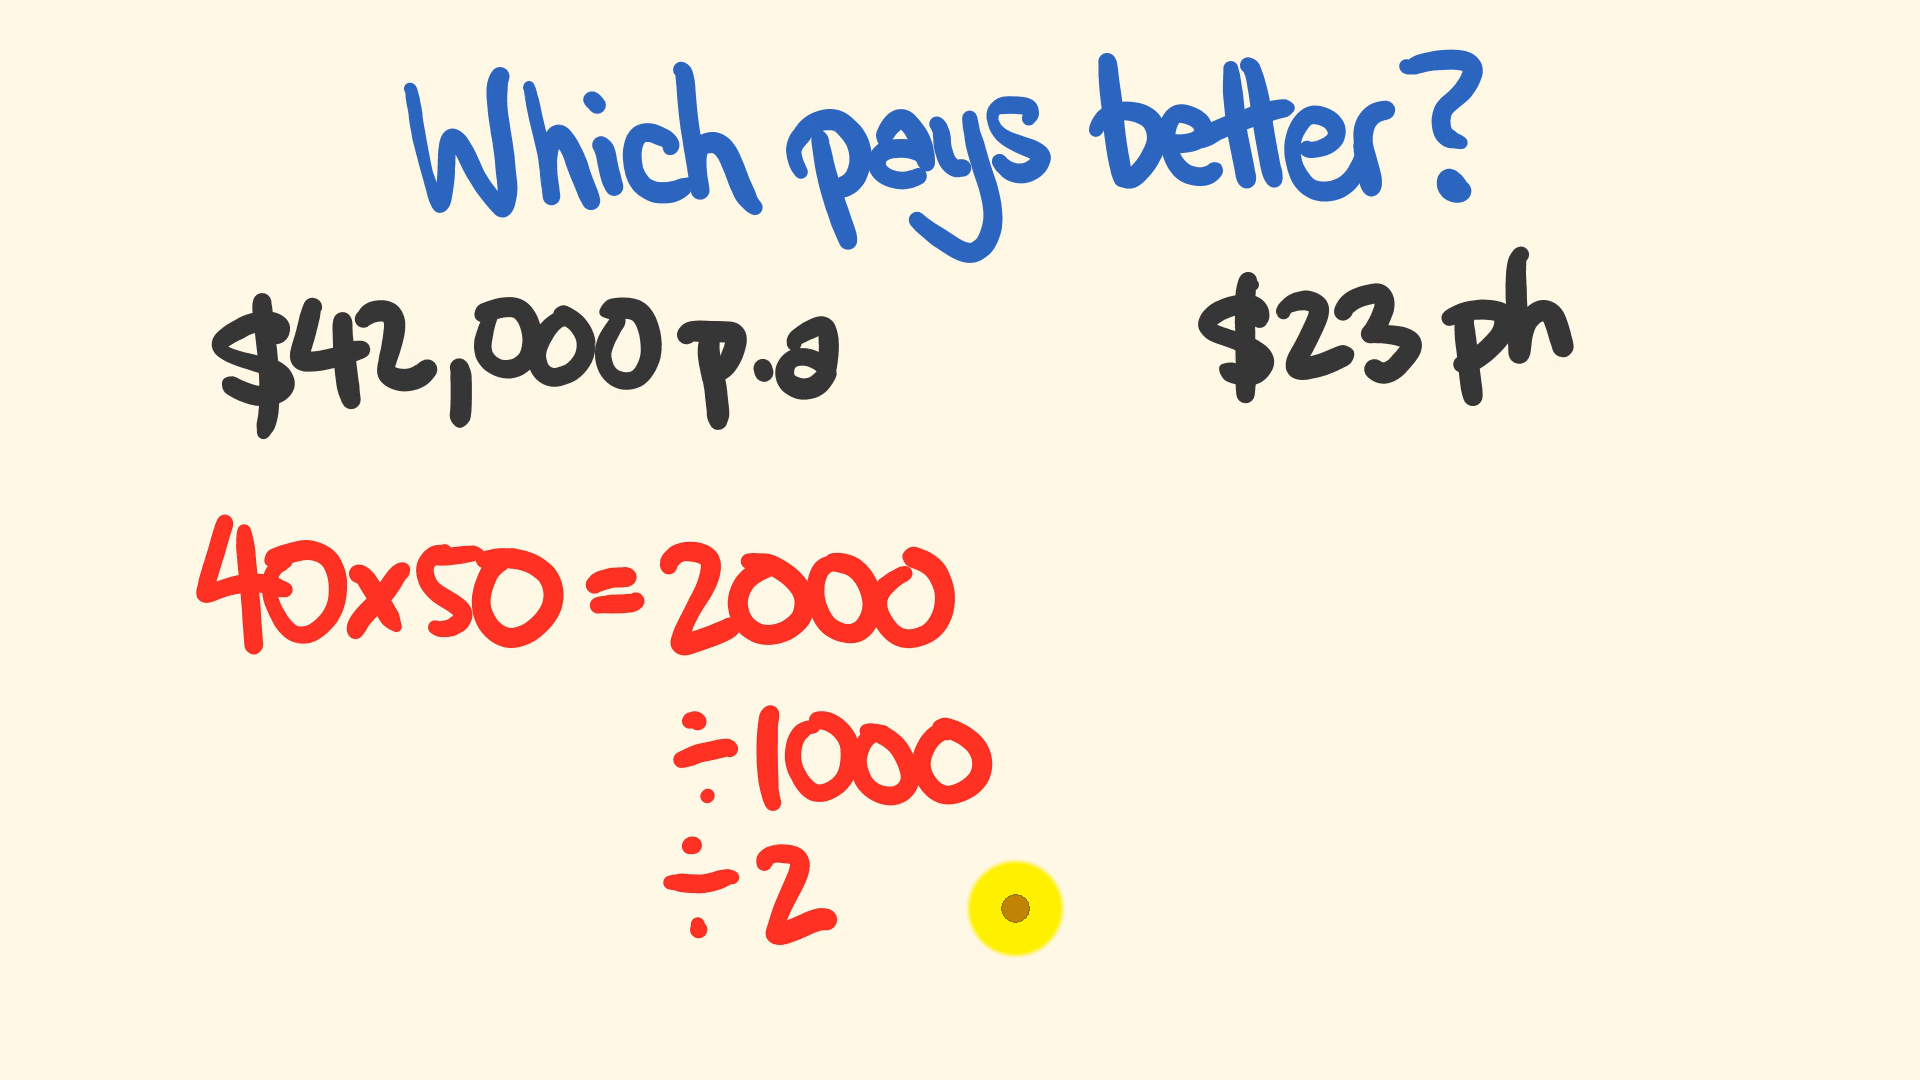 Which pays better?
$42,000 p.a
$23 ph
40x50 = 2000
÷1000
÷2